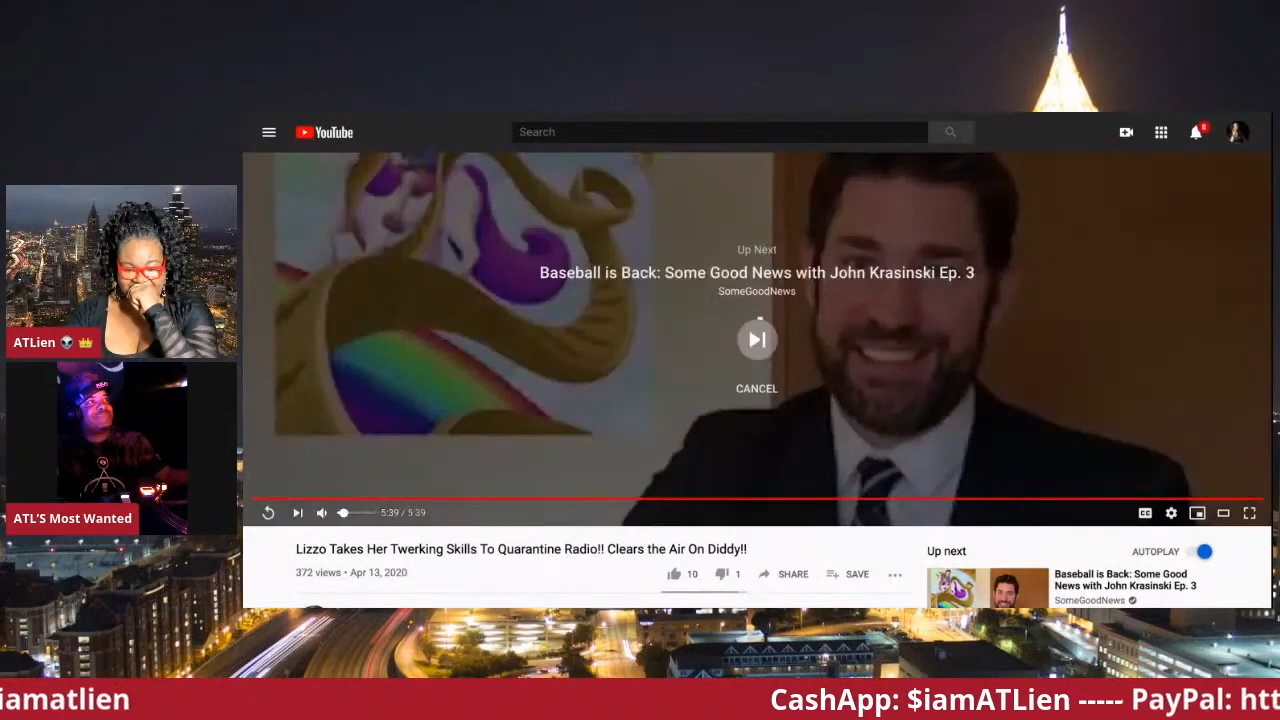 YouTube
Search
8
Up Next
Baseball is Back: Some Good News with John Krasinski Ep. 3
SomeGoodNews
CANCEL
ATLien 👽 👑
ATL'S Most Wanted
5:39 / 5:39
CC
Lizzo Takes Her Twerking Skills To Quarantine Radio!! Clears the Air On Diddy!!
372 views • Apr 13, 2020
10
1
SHARE
SAVE
Up next
AUTOPLAY
Baseball is Back: Some Good
News with John Krasinski Ep. 3
SomeGoodNews
iamatlien
CashApp: $iamATLien ----- PayPal: htt